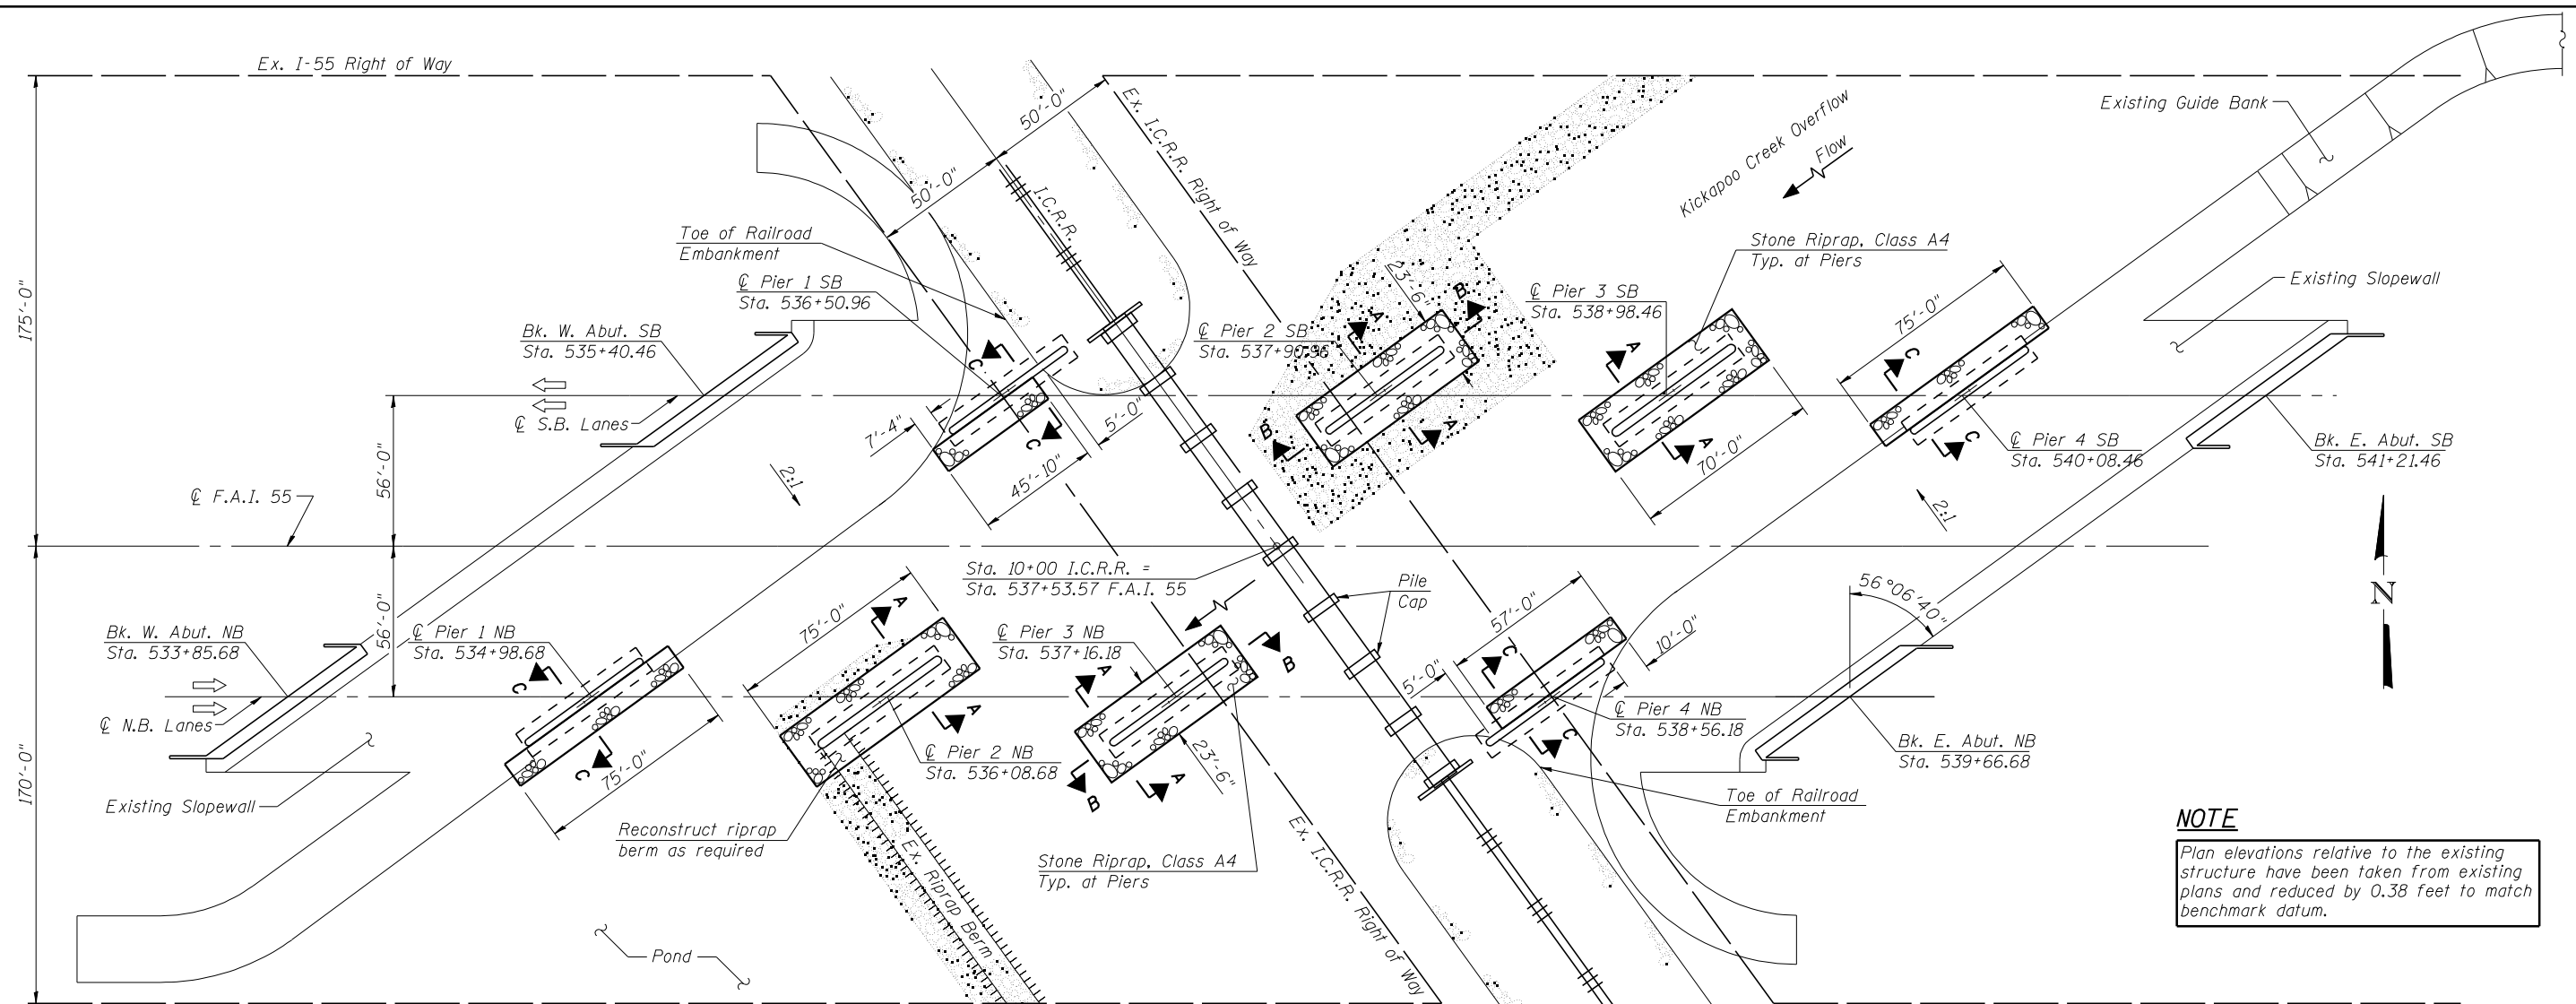 Ex. I-55 Right of Way
175'-0"
170'-0"
50'-0"
50'-0"
I.C.R.R.
Ex. I.C.R.R. Right of Way
Kickapoo Creek Overflow
Flow
Existing Guide Bank
Toe of Railroad
Embankment
℄ Pier 1 SB
Sta. 536+50.96
Bk. W. Abut. SB
Sta. 535+40.46
℄ S.B. Lanes
56'-0"
56'-0"
℄ F.A.I. 55
7'-4"
5'-0"
45'-10"
C
C
2:1
℄ Pier 2 SB
Sta. 537+90.96
23'-6"
A
A
B
B
℄ Pier 3 SB
Sta. 538+98.46
Stone Riprap, Class A4
Typ. at Piers
A
A
70'-0"
75'-0"
C
C
℄ Pier 4 SB
Sta. 540+08.46
Existing Slopewall
Bk. E. Abut. SB
Sta. 541+21.46
2:1
N
Sta. 10+00 I.C.R.R. =
Sta. 537+53.57 F.A.I. 55
Pile
Cap
56°06'40"
Bk. W. Abut. NB
Sta. 533+85.68
℄ N.B. Lanes
Existing Slopewall
℄ Pier 1 NB
Sta. 534+98.68
C
C
75'-0"
75'-0"
A
A
℄ Pier 2 NB
Sta. 536+08.68
Reconstruct riprap
berm as required
Ex. Riprap Berm
Pond
℄ Pier 3 NB
Sta. 537+16.18
A
A
B
B
23'-6"
Stone Riprap, Class A4
Typ. at Piers
Ex. I.C.R.R. Right of Way
57'-0"
5'-0"
10'-0"
C
C
℄ Pier 4 NB
Sta. 538+56.18
Bk. E. Abut. NB
Sta. 539+66.68
Toe of Railroad
Embankment
NOTE
Plan elevations relative to the existing
structure have been taken from existing
plans and reduced by 0.38 feet to match
benchmark datum.